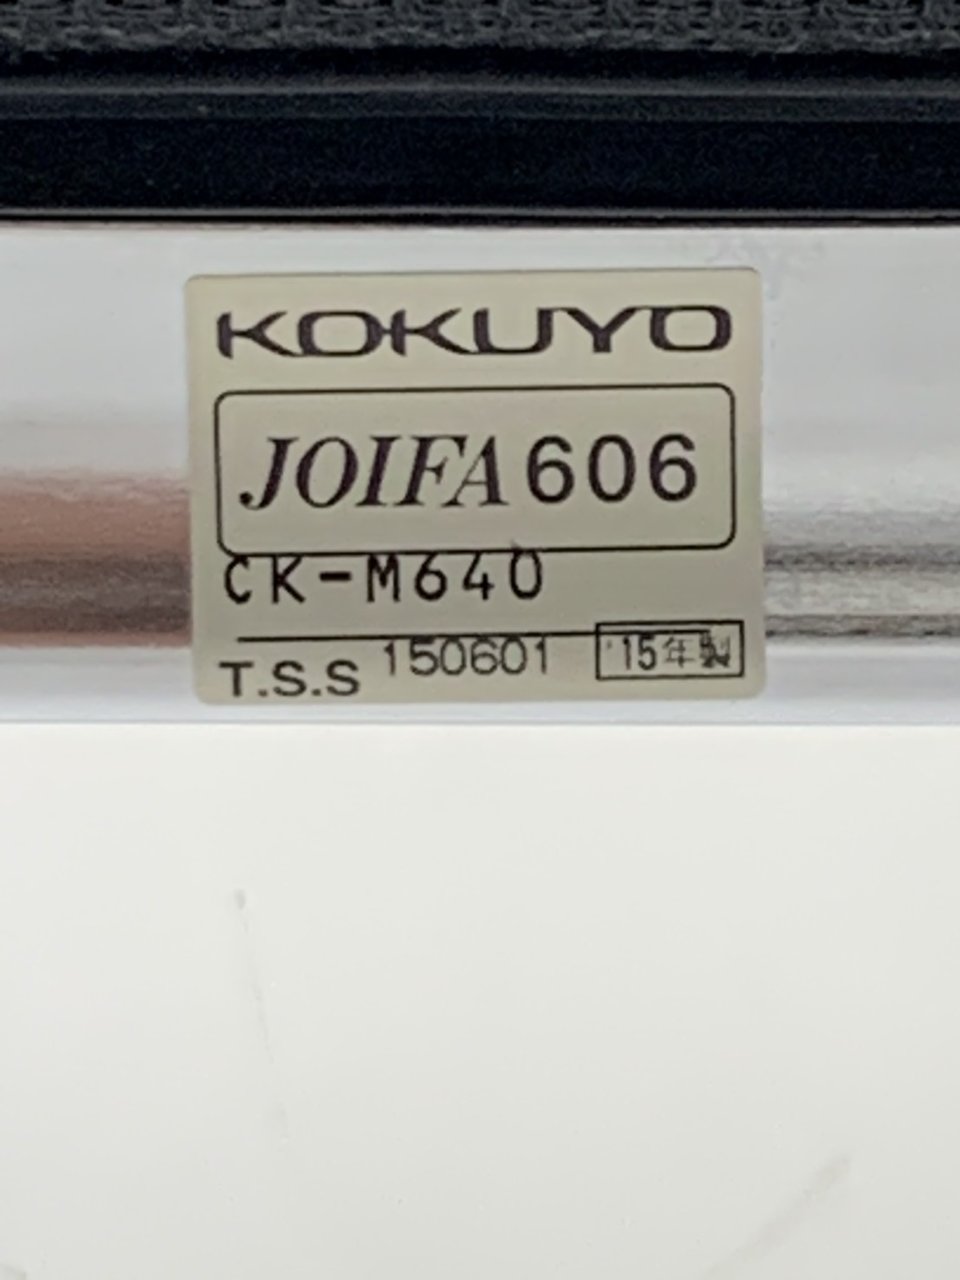 KOKUYO
JOIFA 606
CK-M640
T.S.S 150601 '15年製